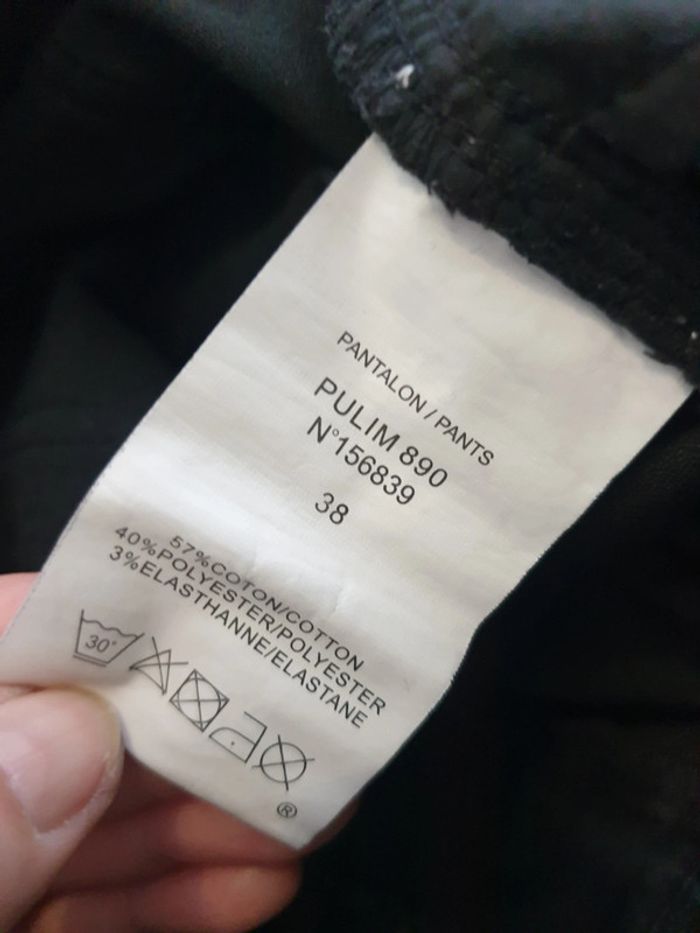 PANTALON / PANTS
PULIM 890
N°156839
38
57%COTON/COTTON
40%POLYESTER/POLYESTER
3%ELASTHANNE/ELASTANE
30°
®